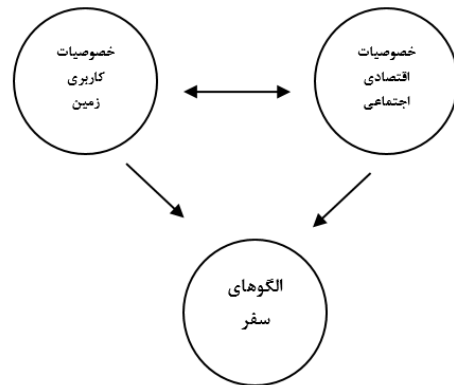 خصوصیات
اقتصادی
اجتماعی
خصوصیات
کاربری
زمین
الگوهای
سفر